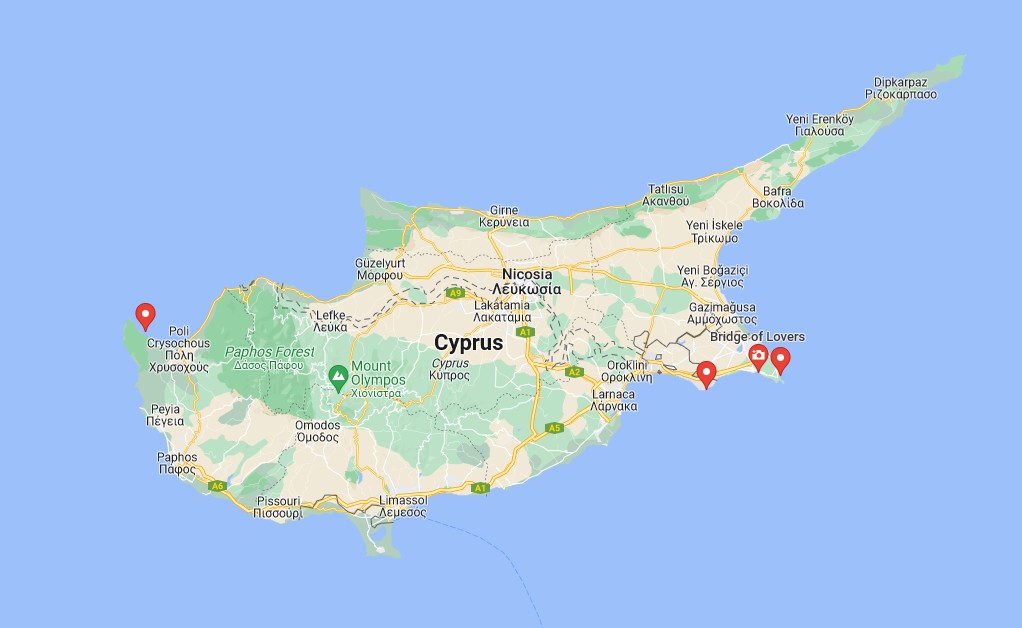 Dipkarpaz
Ριζοκάρπασο
Yeni Erenköy
Γιαλούσα
Tatlısu
Ακανθού
Bafra
Βοκολίδα
Girne
Κερύνεια
Yeni İskele
Τρίκωμο
Güzelyurt
Μόρφου
Nicosia
Λευκωσία
Yeni Boğaziçi
Αγ. Σέργιος
A9
Lakatamia
Λακατάμια
Gazimağusa
Αμμόχωστος
Lefke
Λεύκα
A1
Bridge of Lovers
Poli
Crysochous
Πόλη
Χρυσοχούς
Paphos Forest
Δάσος Πάφου
Cyprus
Cyprus
Κύπρος
Mount
Olympos
Χιονίστρα
A2
Oroklini
Ορόκλινη
Larnaca
Λάρνακα
Peyia
Πέγεια
Omodos
Όμοδος
A5
Paphos
Πάφος
A6
A1
Pissouri
Πισσούρι
Limassol
Λεμεσός